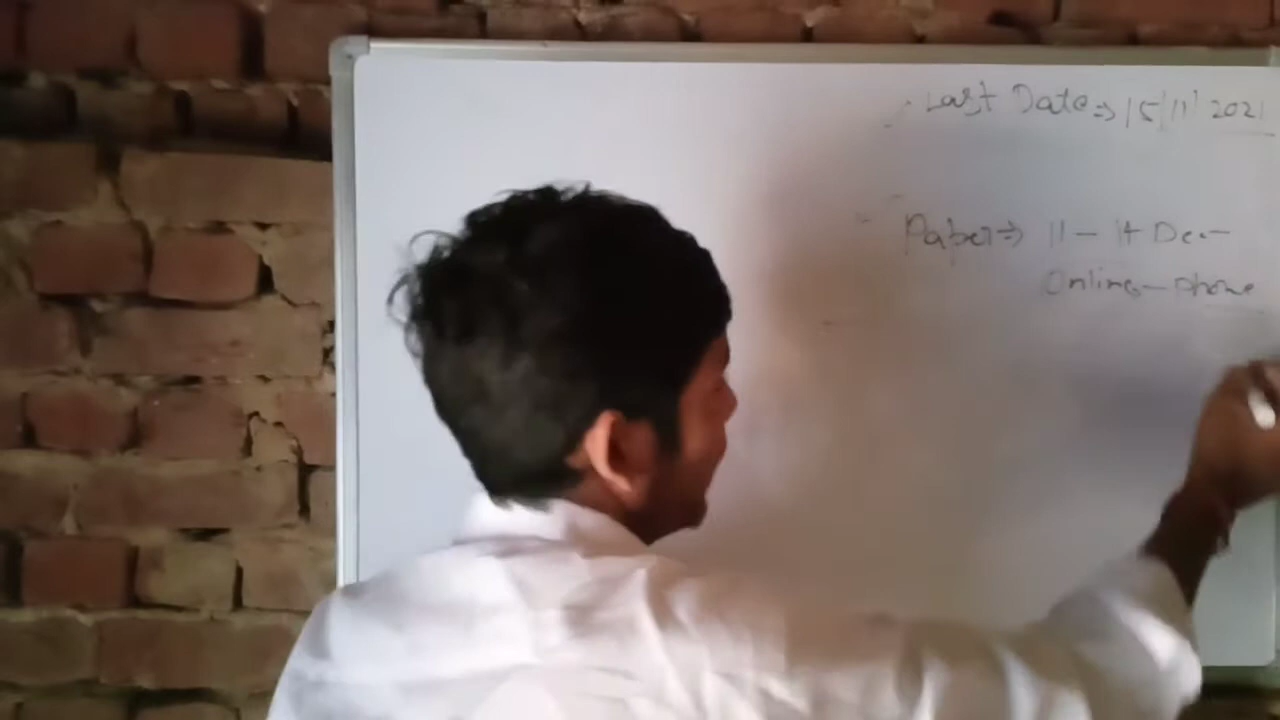 Last Date ⇒ 15/11/2021
Paper ⇒ 11 - 14 Dec -
Online - phone